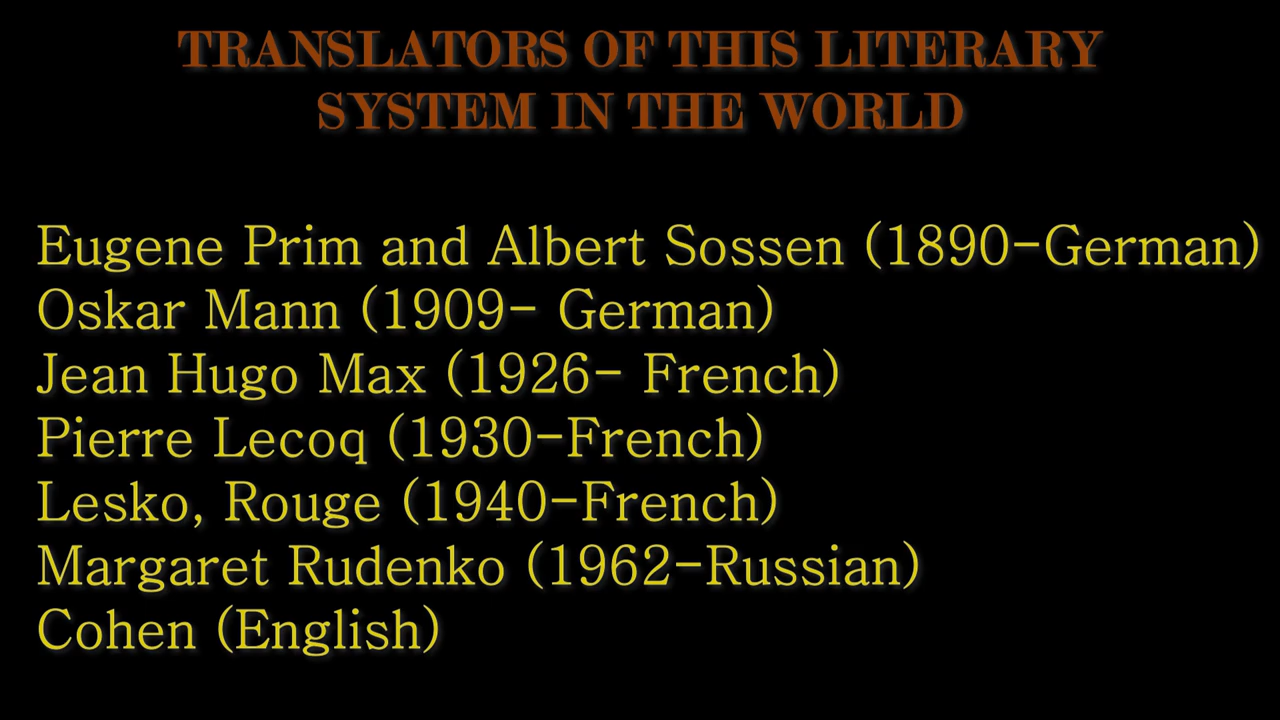 TRANSLATORS OF THIS LITERARY
SYSTEM IN THE WORLD
Eugene Prim and Albert Sossen (1890-German)
Oskar Mann (1909- German)
Jean Hugo Max (1926- French)
Pierre Lecoq (1930-French)
Lesko, Rouge (1940-French)
Margaret Rudenko (1962-Russian)
Cohen (English)